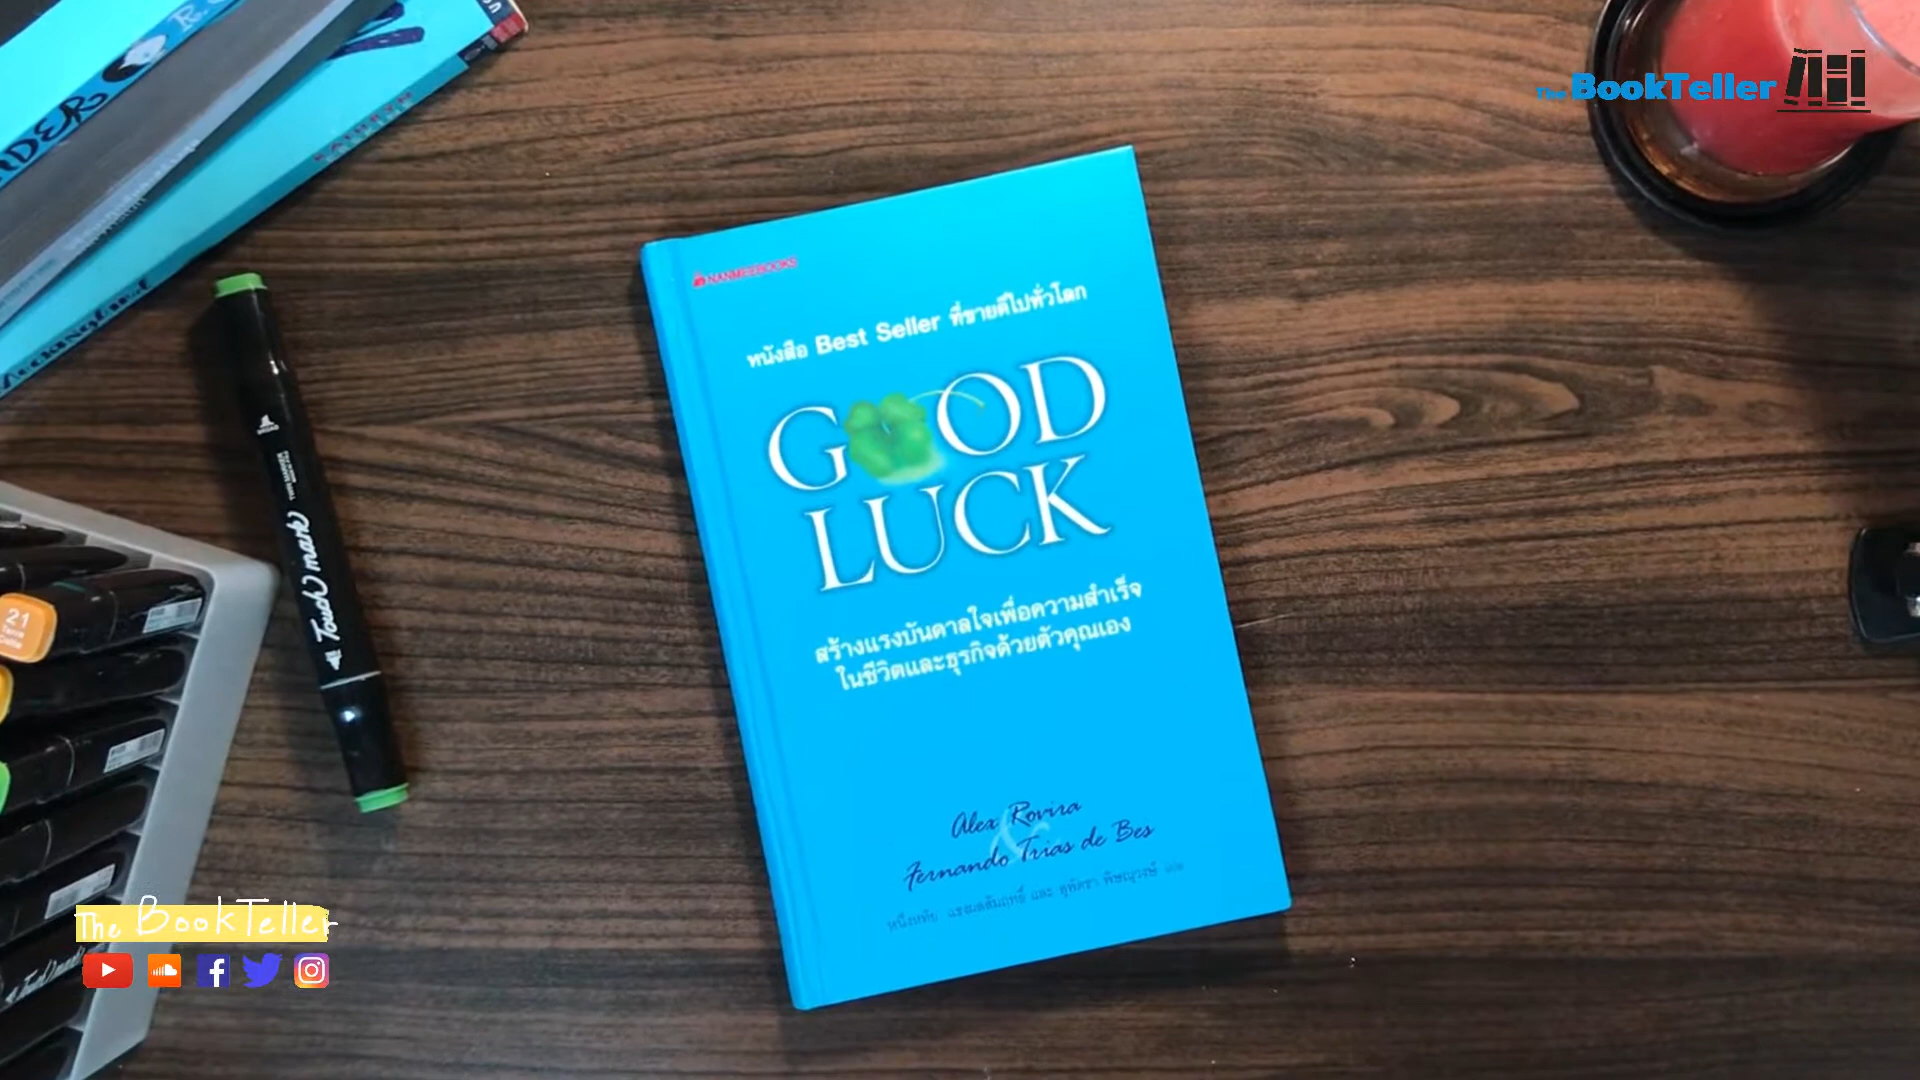 The BookTeller
NANMEEBOOKS
หนังสือ Best Seller ที่ขายดีไปทั่วโลก
GOOD
LUCK
สร้างแรงบันดาลใจเพื่อความสำเร็จ
ในชีวิตและธุรกิจด้วยตัวคุณเอง
Alex Rovira
&
Fernando Trias de Bes
Touch mark
21
The BookTeller